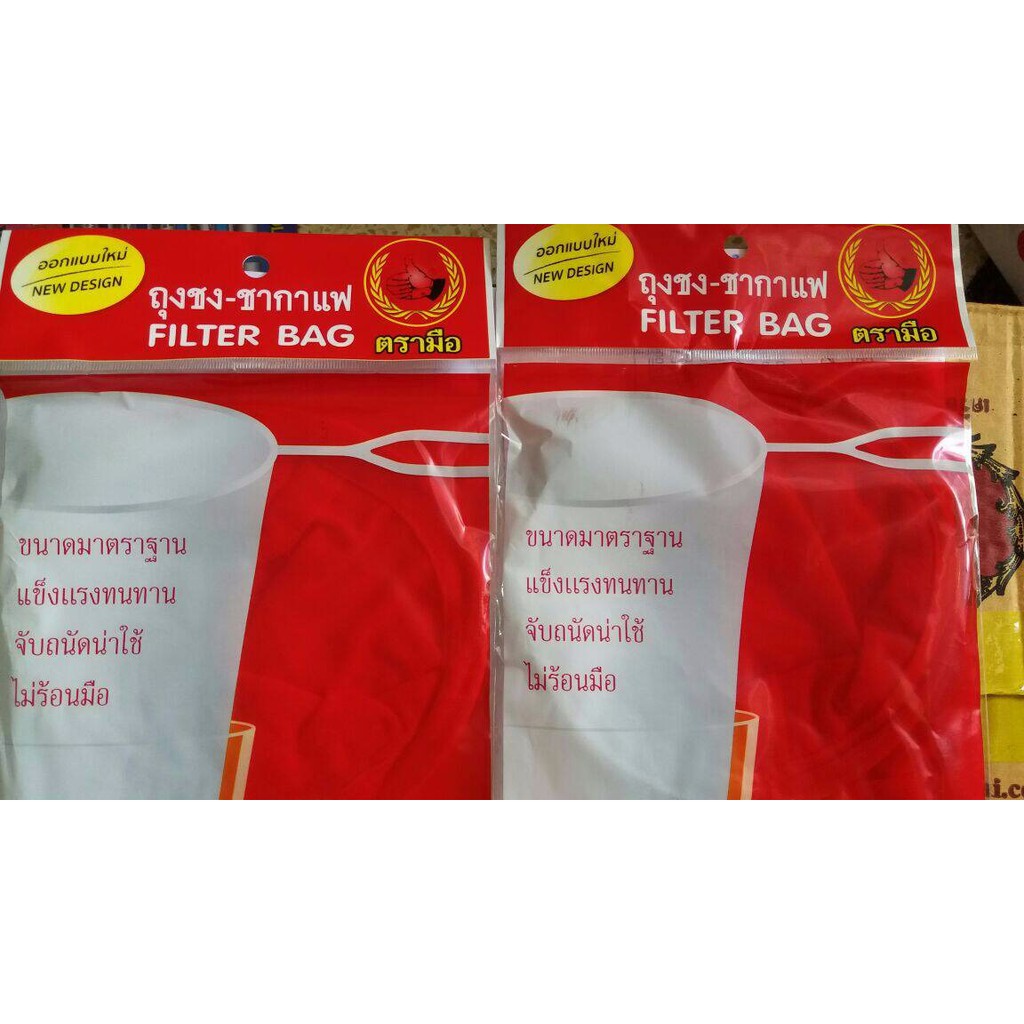 ออกแบบใหม่
NEW DESIGN
ถุงชง-ชากาแฟ
FILTER BAG
ตรามือ
ขนาดมาตราฐาน
แข็งแรงทนทาน
จับถนัดน่าใช้
ไม่ร้อนมือ
ออกแบบใหม่
NEW DESIGN
ถุงชง-ชากาแฟ
FILTER BAG
ตรามือ
ขนาดมาตราฐาน
แข็งแรงทนทาน
จับถนัดน่าใช้
ไม่ร้อนมือ